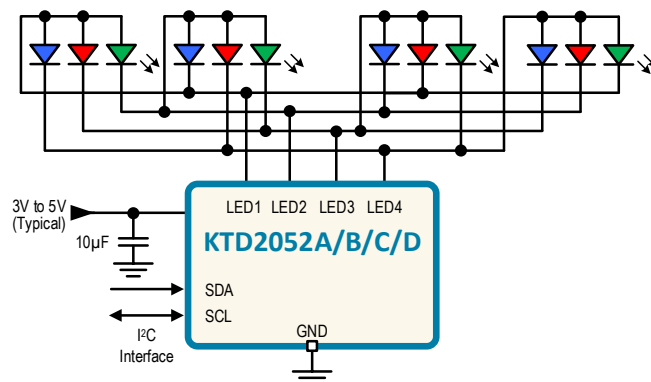 LED1 LED2 LED3 LED4
3V to 5V
(Typical)
KTD2052A/B/C/D
10µF
SDA
SCL
I²C
Interface
GND